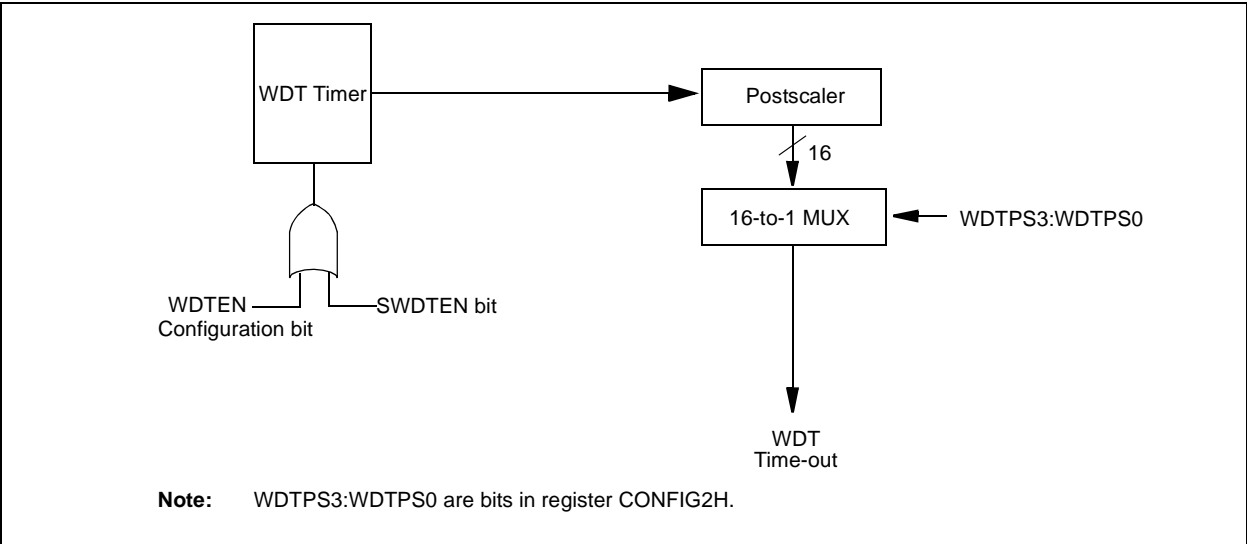 WDT Timer
Postscaler
16
16-to-1 MUX
WDTPS3:WDTPS0
WDTEN
Configuration bit
SWDTEN bit
WDT
Time-out
Note: WDTPS3:WDTPS0 are bits in register CONFIG2H.